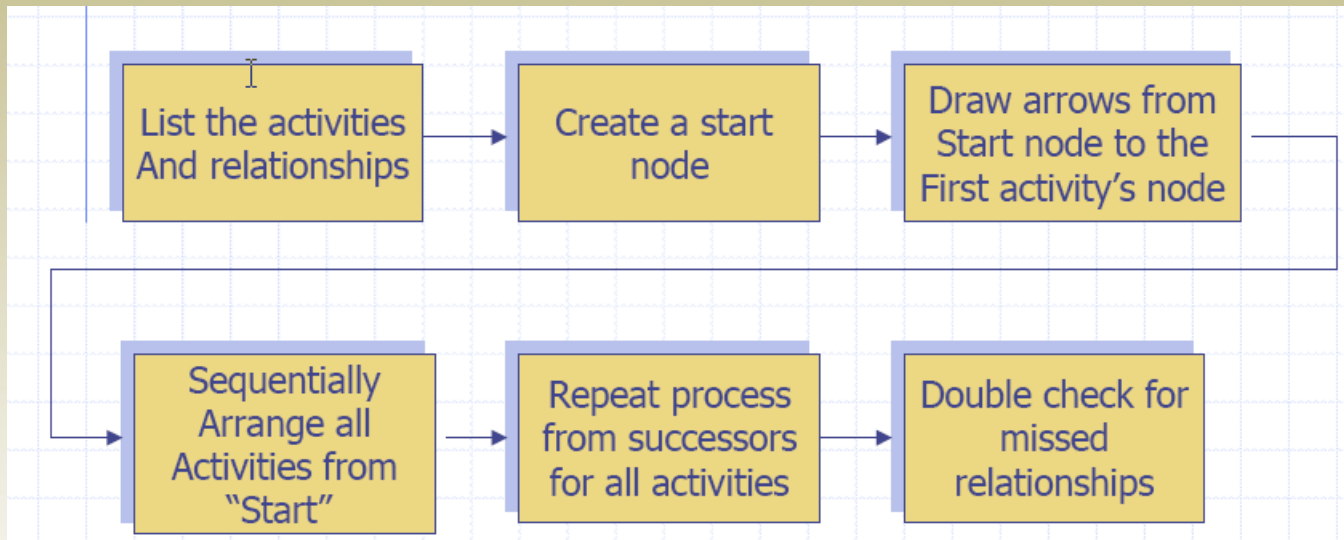 List the activities
And relationships
Create a start
node
Draw arrows from
Start node to the
First activity’s node
Sequentially
Arrange all
Activities from
“Start”
Repeat process
from successors
for all activities
Double check for
missed
relationships